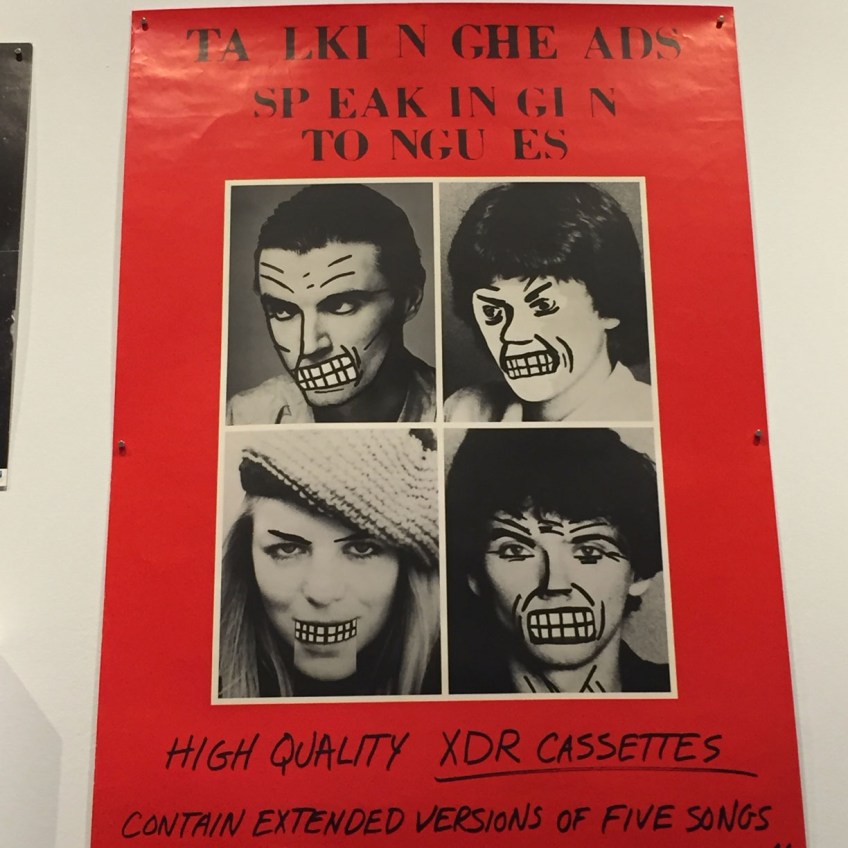 TA LKI N GHE ADS
SP EAK IN GI N
TO NGU ES
HIGH QUALITY XDR CASSETTES
CONTAIN EXTENDED VERSIONS OF FIVE SONGS